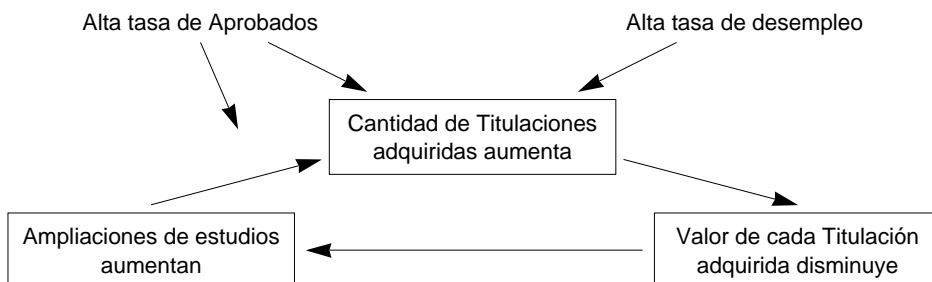 Alta tasa de Aprobados
Alta tasa de desempleo
Cantidad de Titulaciones
adquiridas aumenta
Ampliaciones de estudios
aumentan
Valor de cada Titulación
adquirida disminuye